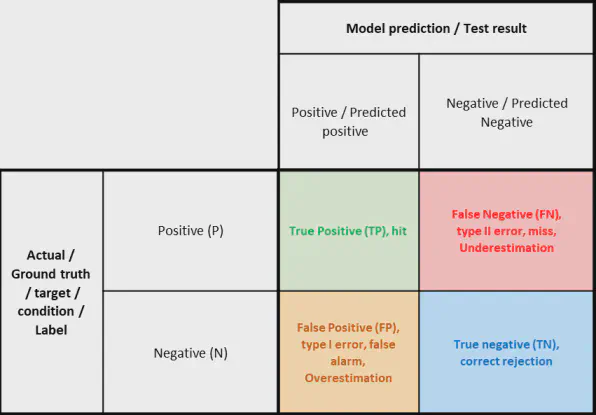 Model prediction / Test result
Positive / Predicted
positive
Negative / Predicted
Negative
Actual /
Ground truth
/ target /
condition /
Label
Positive (P)
True Positive (TP), hit
False Negative (FN),
type II error, miss,
Underestimation
Negative (N)
False Positive (FP),
type I error, false
alarm,
Overestimation
True negative (TN),
correct rejection